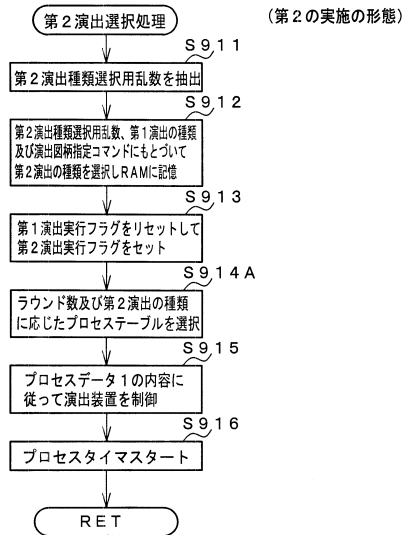 第２演出選択処理
（第２の実施の形態）
Ｓ９１１
第２演出種類選択用乱数を抽出
Ｓ９１２
第２演出種類選択用乱数、第１演出の種類
及び演出図柄指定コマンドにもとづいて
第２演出の種類を選択しＲＡＭに記憶
Ｓ９１３
第１演出実行フラグをリセットして
第２演出実行フラグをセット
Ｓ９１４Ａ
ラウンド数及び第２演出の種類
に応じたプロセステーブルを選択
Ｓ９１５
プロセスデータ１の内容に
従って演出装置を制御
Ｓ９１６
プロセスタイマスタート
ＲＥＴ